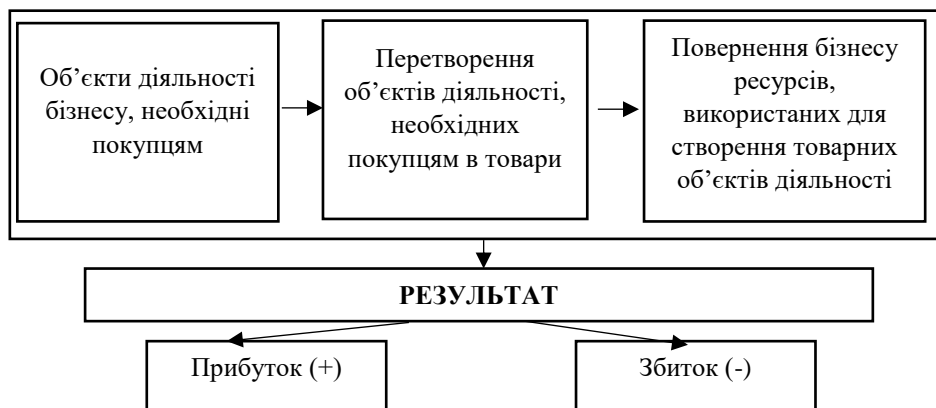 Об’єкти діяльності
бізнесу, необхідні
покупцям
Перетворення
об’єктів діяльності,
необхідних
покупцям в товари
Повернення бізнесу
ресурсів,
використаних для
створення товарних
об’єктів діяльності
РЕЗУЛЬТАТ
Прибуток (+)
Збиток (-)